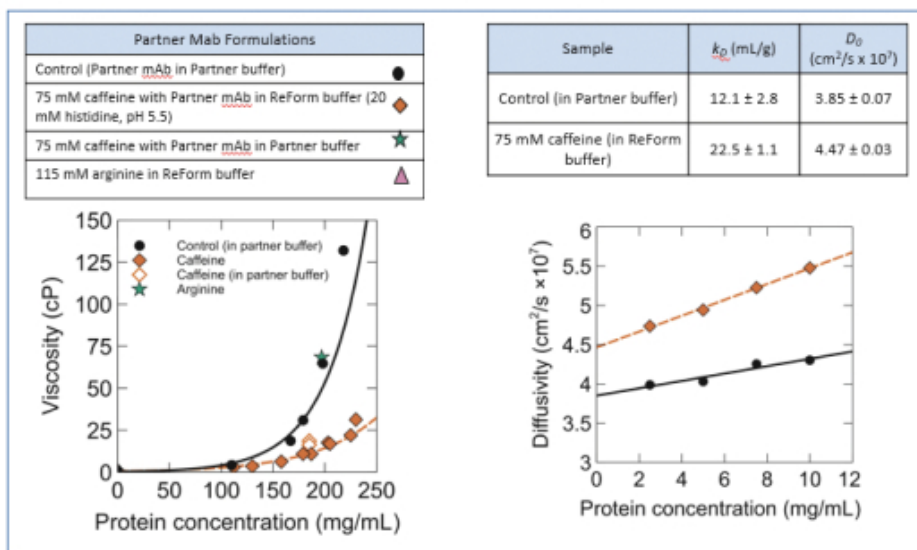 Partner Mab Formulations
Control (Partner mAb in Partner buffer)
75 mM caffeine with Partner mAb in ReForm buffer (20
mM histidine, pH 5.5)
75 mM caffeine with Partner mAb in Partner buffer
115 mM arginine in ReForm buffer
Sample
kD (mL/g)
D0
(cm²/s x 10⁷)
Control (in Partner buffer)
12.1 ± 2.8
3.85 ± 0.07
75 mM caffeine (in ReForm
buffer)
22.5 ± 1.1
4.47 ± 0.03
Viscosity (cP)
150
125
100
75
50
25
0
Control (in partner buffer)
Caffeine
Caffeine (in partner buffer)
Arginine
0 50 100 150 200 250
Protein concentration (mg/mL)
Diffusivity (cm²/s ×10⁷)
6
5.5
5
4.5
4
3.5
3
0 2 4 6 8 10 12
Protein concentration (mg/mL)